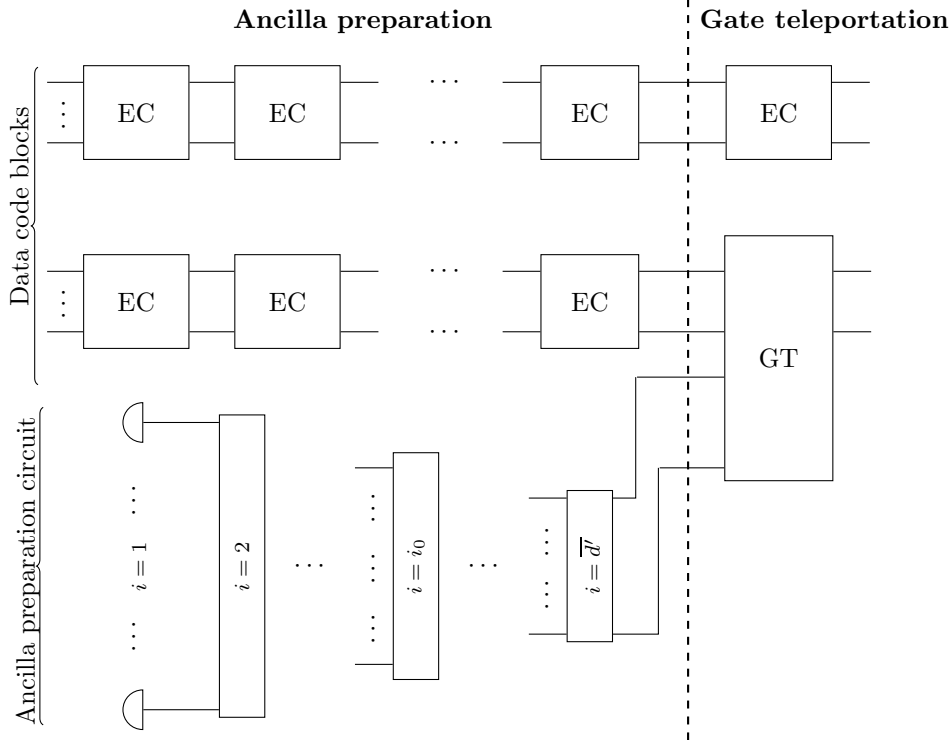 Ancilla preparation
Gate teleportation
Data code blocks
EC
EC
...
...
EC
EC
...
EC
EC
...
...
EC
GT
...
Ancilla preparation circuit
...
i = 1
...
i = 2
...
...
...
i = i₀
...
...
...
...
i = d̅'̅